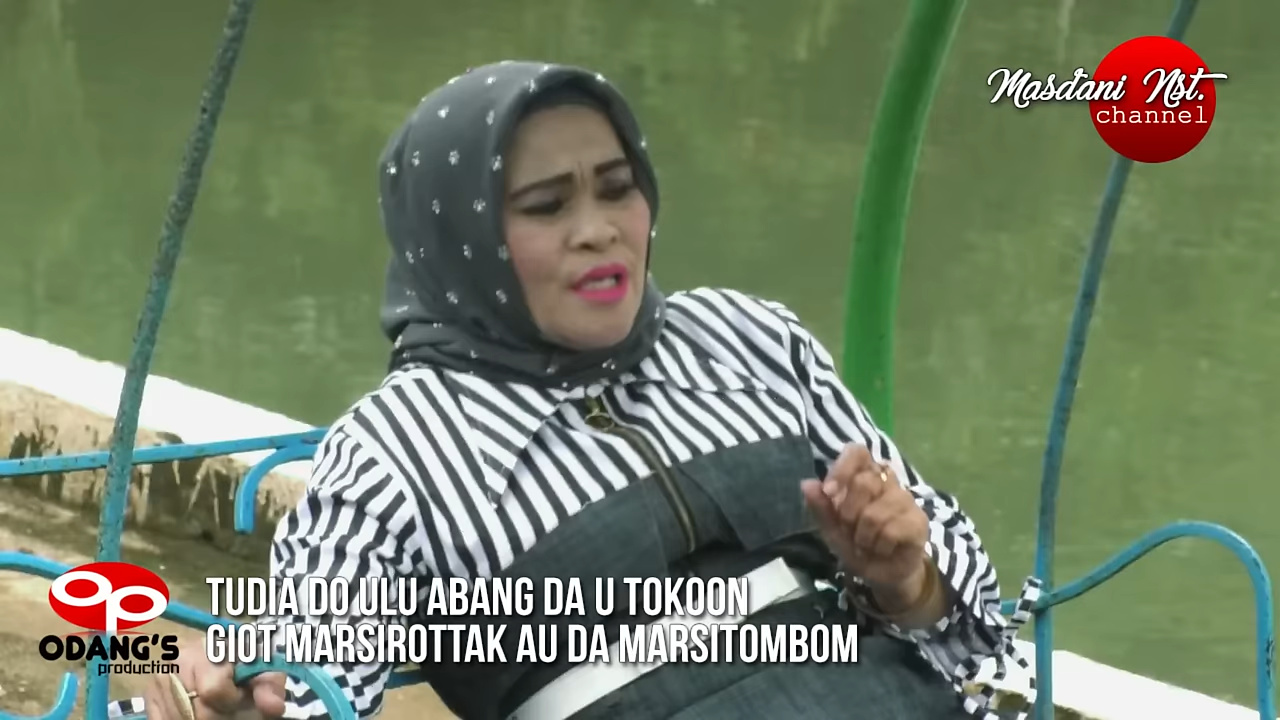 Masdani Nst.
channel
TUDIA DO ULU ABANG DA U TOKOON
GIOT MARSIROTTAK AU DA MARSITOMBOM
OP
ODANG'S
production